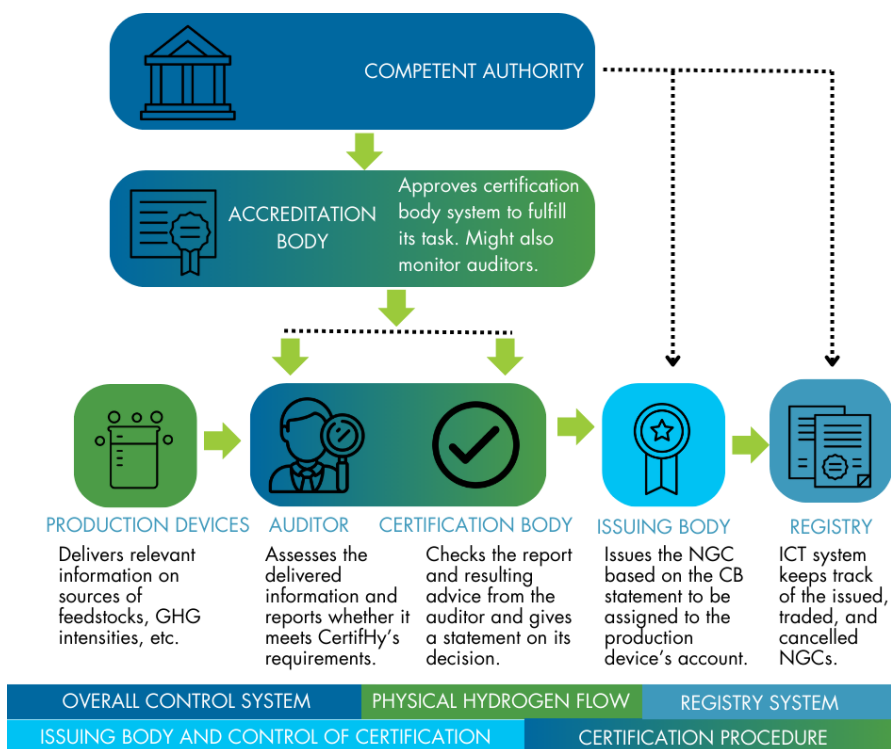 COMPETENT AUTHORITY
ACCREDITATION
BODY
Approves certification
body system to fulfill
its task. Might also
monitor auditors.
PRODUCTION DEVICES
Delivers relevant
information on
sources of
feedstocks, GHG
intensities, etc.
AUDITOR
Assesses the
delivered
information and
reports whether it
meets CertifHy's
requirements.
CERTIFICATION BODY
Checks the report
and resulting
advice from the
auditor and gives
a statement on its
decision.
ISSUING BODY
Issues the NGC
based on the CB
statement to be
assigned to the
production
device's account.
REGISTRY
ICT system
keeps track
of the issued,
traded, and
cancelled
NGCs.
OVERALL CONTROL SYSTEM
PHYSICAL HYDROGEN FLOW
REGISTRY SYSTEM
ISSUING BODY AND CONTROL OF CERTIFICATION
CERTIFICATION PROCEDURE